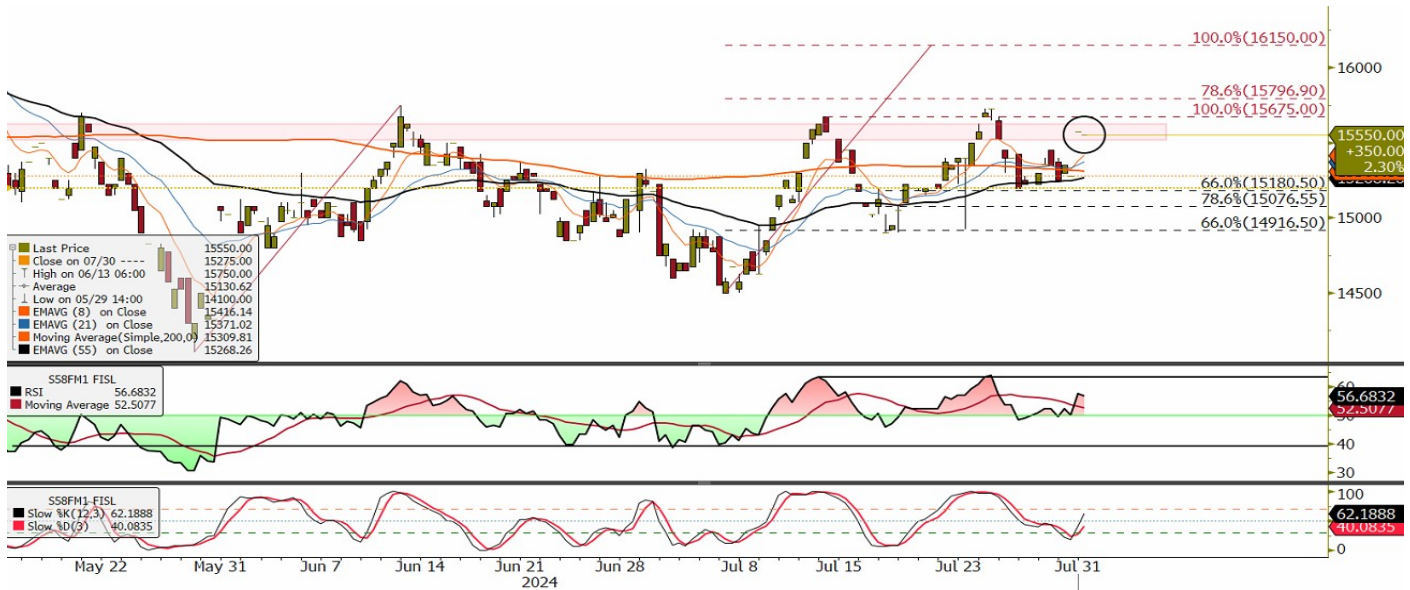 100.0%(16150.00)
16000
78.6%(15796.90)
100.0%(15675.00)
15550.00
+350.00
2.30%
66.0%(15180.50)
78.6%(15076.55)
15000
66.0%(14916.50)
14500
Last Price 15550.00
Close on 07/30 ---- 15275.00
High on 06/13 06:00 15750.00
Average 15130.62
Low on 05/29 14:00 14100.00
EMAVG (8) on Close 15416.14
EMAVG (21) on Close 15371.02
Moving Average(Simple,200,0) 15309.81
EMAVG (55) on Close 15268.26
S58FM1 FISL
RSI 56.6832
Moving Average 52.5077
60
56.6832
52.5077
40
30
S58FM1 FISL
Slow %K(12,3) 62.1888
Slow %D(3) 40.0835
100
62.1888
40.0835
0
May 22 May 31 Jun 7 Jun 14 Jun 21 Jun 28 Jul 8 Jul 15 Jul 23 Jul 31
2024